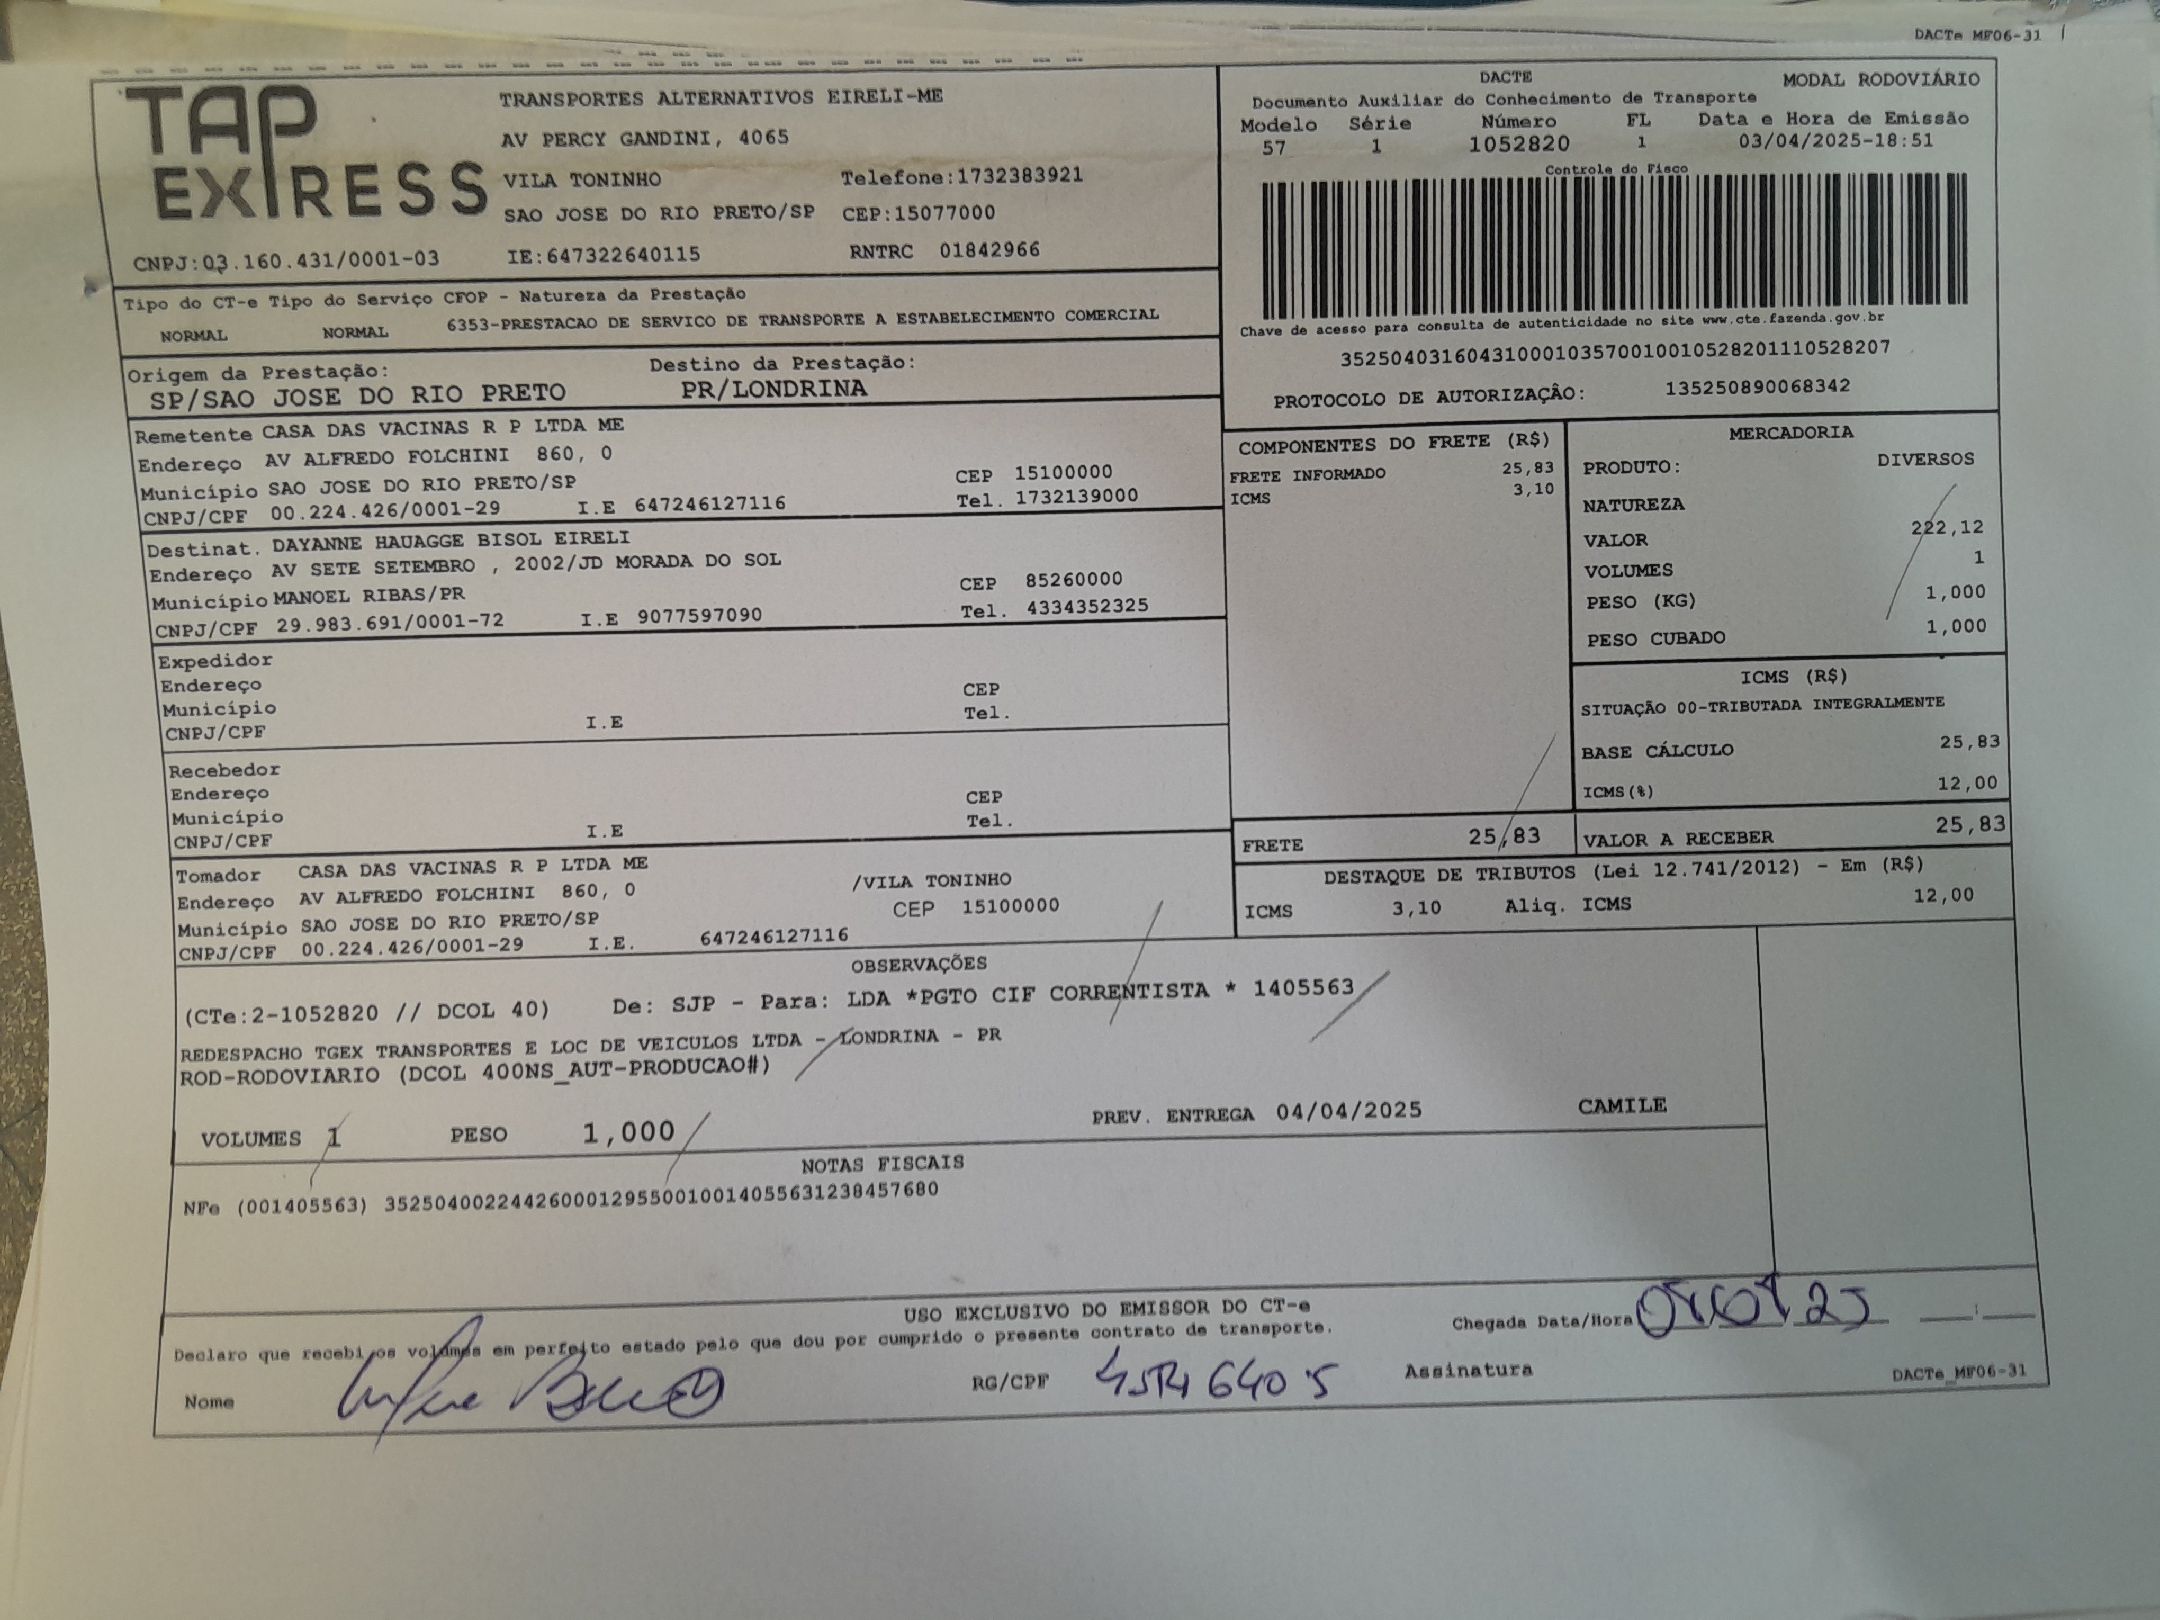 DACTe MF06-31
TAP EXPRESS
TRANSPORTES ALTERNATIVOS EIRELI-ME
AV PERCY GANDINI, 4065
VILA TONINHO Telefone:1732383921
SAO JOSE DO RIO PRETO/SP CEP:15077000
CNPJ:03.160.431/0001-03 IE:647322640115 RNTRC 01842966
DACTE MODAL RODOVIÁRIO
Documento Auxiliar do Conhecimento de Transporte
Modelo Série Número FL Data e Hora de Emissão
57 1 1052820 1 03/04/2025-18:51
Controle do Fisco
Chave de acesso para consulta de autenticidade no site www.cte.fazenda.gov.br
35250403160431000103570010010528201110528207
PROTOCOLO DE AUTORIZAÇÂO: 135250890068342
Tipo do CT-e Tipo do Serviço CFOP - Natureza da Prestação
NORMAL NORMAL 6353-PRESTACAO DE SERVICO DE TRANSPORTE A ESTABELECIMENTO COMERCIAL
Origem da Prestação: Destino da Prestação:
SP/SAO JOSE DO RIO PRETO PR/LONDRINA
Remetente CASA DAS VACINAS R P LTDA ME
Endereço AV ALFREDO FOLCHINI 860, 0
Município SAO JOSE DO RIO PRETO/SP CEP 15100000
CNPJ/CPF 00.224.426/0001-29 I.E 647246127116 Tel. 1732139000
Destinat. DAYANNE HAUAGGE BISOL EIRELI
Endereço AV SETE SETEMBRO , 2002/JD MORADA DO SOL
Município MANOEL RIBAS/PR CEP 85260000
CNPJ/CPF 29.983.691/0001-72 I.E 9077597090 Tel. 4334352325
Expedidor
Endereço
Município CEP
CNPJ/CPF I.E Tel.
Recebedor
Endereço
Município CEP
CNPJ/CPF I.E Tel.
Tomador CASA DAS VACINAS R P LTDA ME
Endereço AV ALFREDO FOLCHINI 860, 0 /VILA TONINHO
Município SAO JOSE DO RIO PRETO/SP CEP 15100000
CNPJ/CPF 00.224.426/0001-29 I.E. 647246127116
COMPONENTES DO FRETE (R$)
FRETE INFORMADO 25,83
ICMS 3,10
MERCADORIA
PRODUTO: DIVERSOS
NATUREZA
VALOR 222,12
VOLUMES 1
PESO (KG) 1,000
PESO CUBADO 1,000
ICMS (R$)
SITUAÇÃO 00-TRIBUTADA INTEGRALMENTE
BASE CÁLCULO 25,83
ICMS(%) 12,00
FRETE 25,83 VALOR A RECEBER 25,83
DESTAQUE DE TRIBUTOS (Lei 12.741/2012) - Em (R$)
ICMS 3,10 Aliq. ICMS 12,00
OBSERVAÇÕES
(CTe:2-1052820 // DCOL 40) De: SJP - Para: LDA *PGTO CIF CORRENTISTA * 1405563
REDESPACHO TGEX TRANSPORTES E LOC DE VEICULOS LTDA - LONDRINA - PR
ROD-RODOVIARIO (DCOL 400NS_AUT-PRODUCAO#)
VOLUMES 1 PESO 1,000 PREV. ENTREGA 04/04/2025 CAMILE
NOTAS FISCAIS
NFe (001405563) 35250400224426000129550010014055631238457680
USO EXCLUSIVO DO EMISSOR DO CT-e
Declaro que recebi os volumes em perfeito estado pelo que dou por cumprido o presente contrato de transporte.
Chegada Data/Hora
Nome RG/CPF Assinatura
DACTe_MF06-31